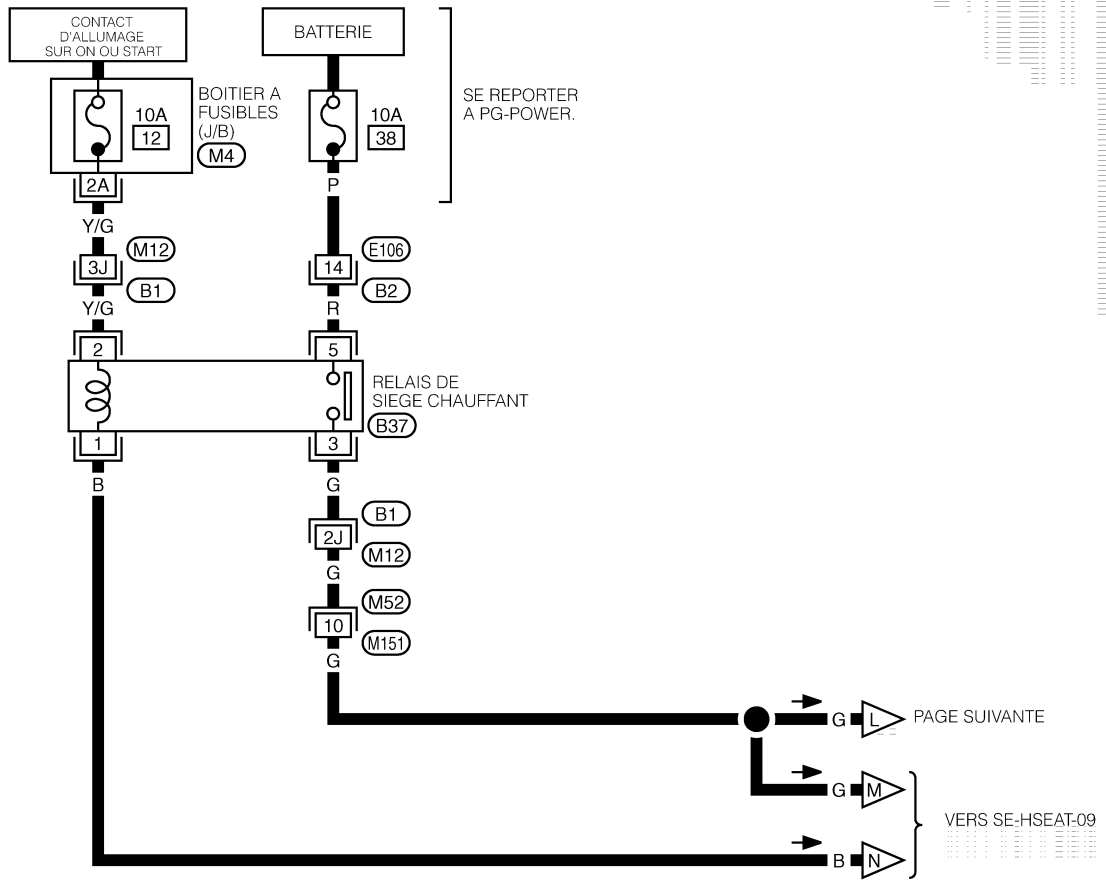 CONTACT
D'ALLUMAGE
SUR ON OU START
BATTERIE
BOITIER A
FUSIBLES
(J/B)
M4
10A
12
10A
38
SE REPORTER
A PG-POWER.
2A
P
Y/G
M12
E106
3J
14
B1
B2
Y/G
R
2
5
RELAIS DE
SIEGE CHAUFFANT
B37
1
3
B
G
B1
2J
M12
G
M52
10
M151
G
G
L
PAGE SUIVANTE
G
M
VERS SE-HSEAT-09
B
N